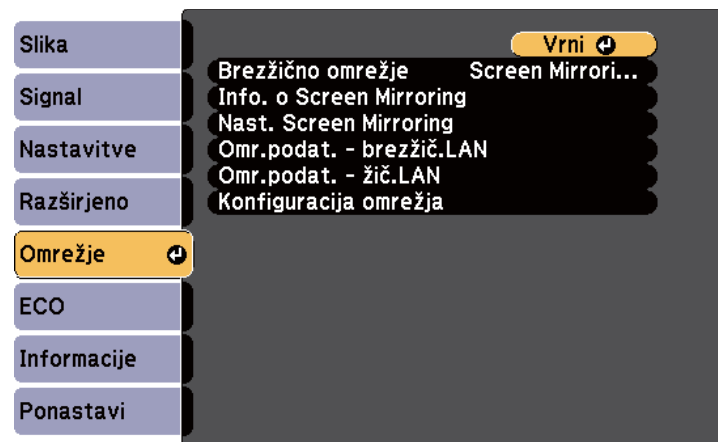 Slika
Signal
Nastavitve
Razširjeno
Omrežje
ECO
Informacije
Ponastavi
Vrni
Brezžično omrežje Screen Mirrori...
Info. o Screen Mirroring
Nast. Screen Mirroring
Omr.podat. - brezžič.LAN
Omr.podat. - žič.LAN
Konfiguracija omrežja